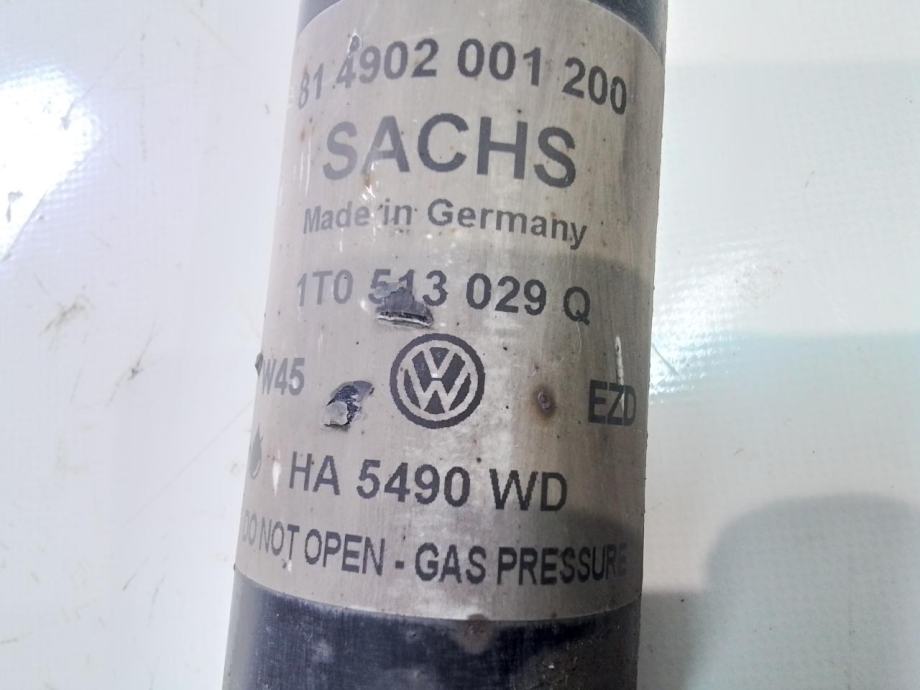 81 4902 001 200
SACHS
Made in Germany
1T0 513 029 Q
W45 EZD
HA 5490 WD
DO NOT OPEN - GAS PRESSURE